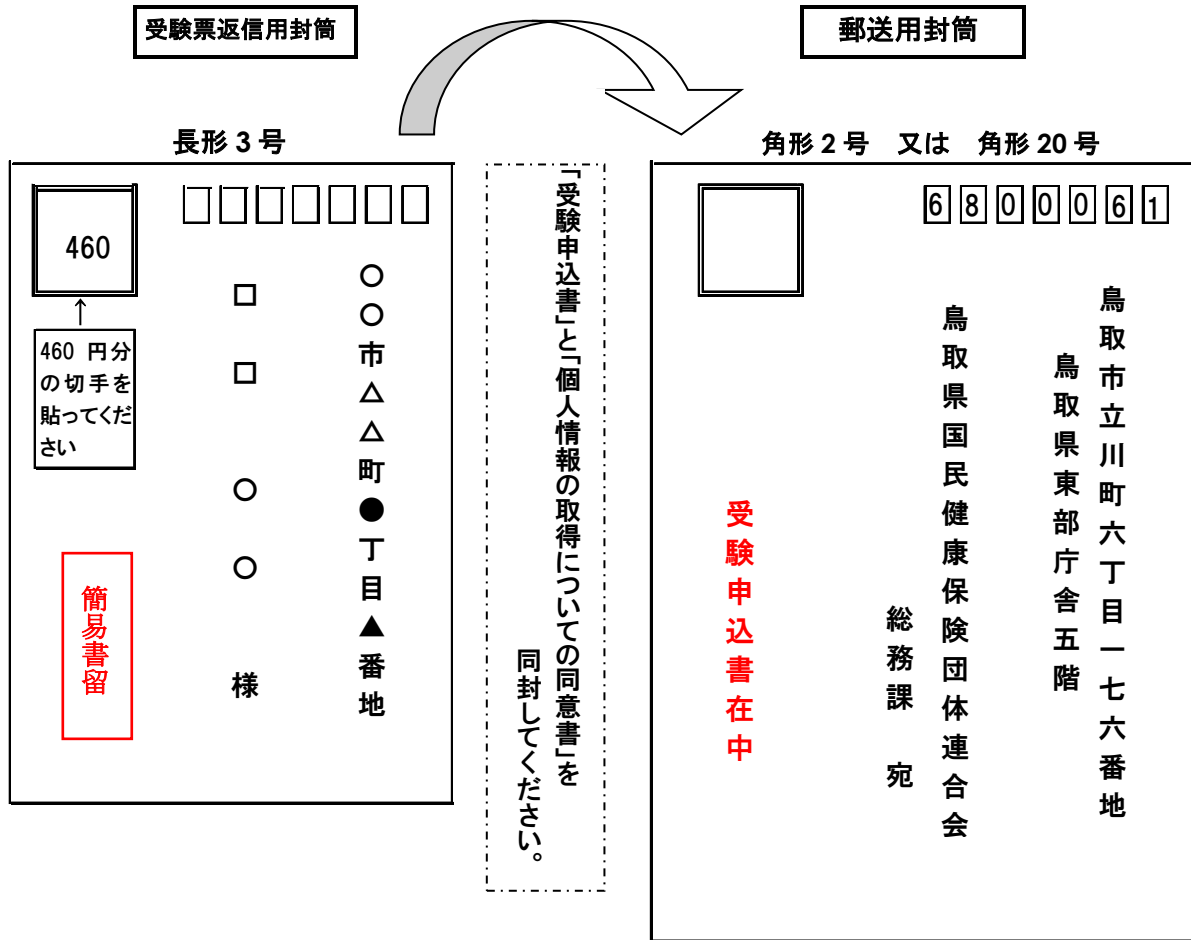 受験票返信用封筒
郵送用封筒
長形3号
460
↑
460 円分
の切手を
貼ってくだ
さい
○○市△△町●丁目▲番地
□□ ○○ 様
簡易書留
「受験申込書」と「個人情報の取得についての同意書」を
同封してください。
角形2号 又は 角形20号
6800061
鳥取市立川町六丁目一七六番地
鳥取県東部庁舎五階
鳥取県国民健康保険団体連合会
総務課 宛
受験申込書在中